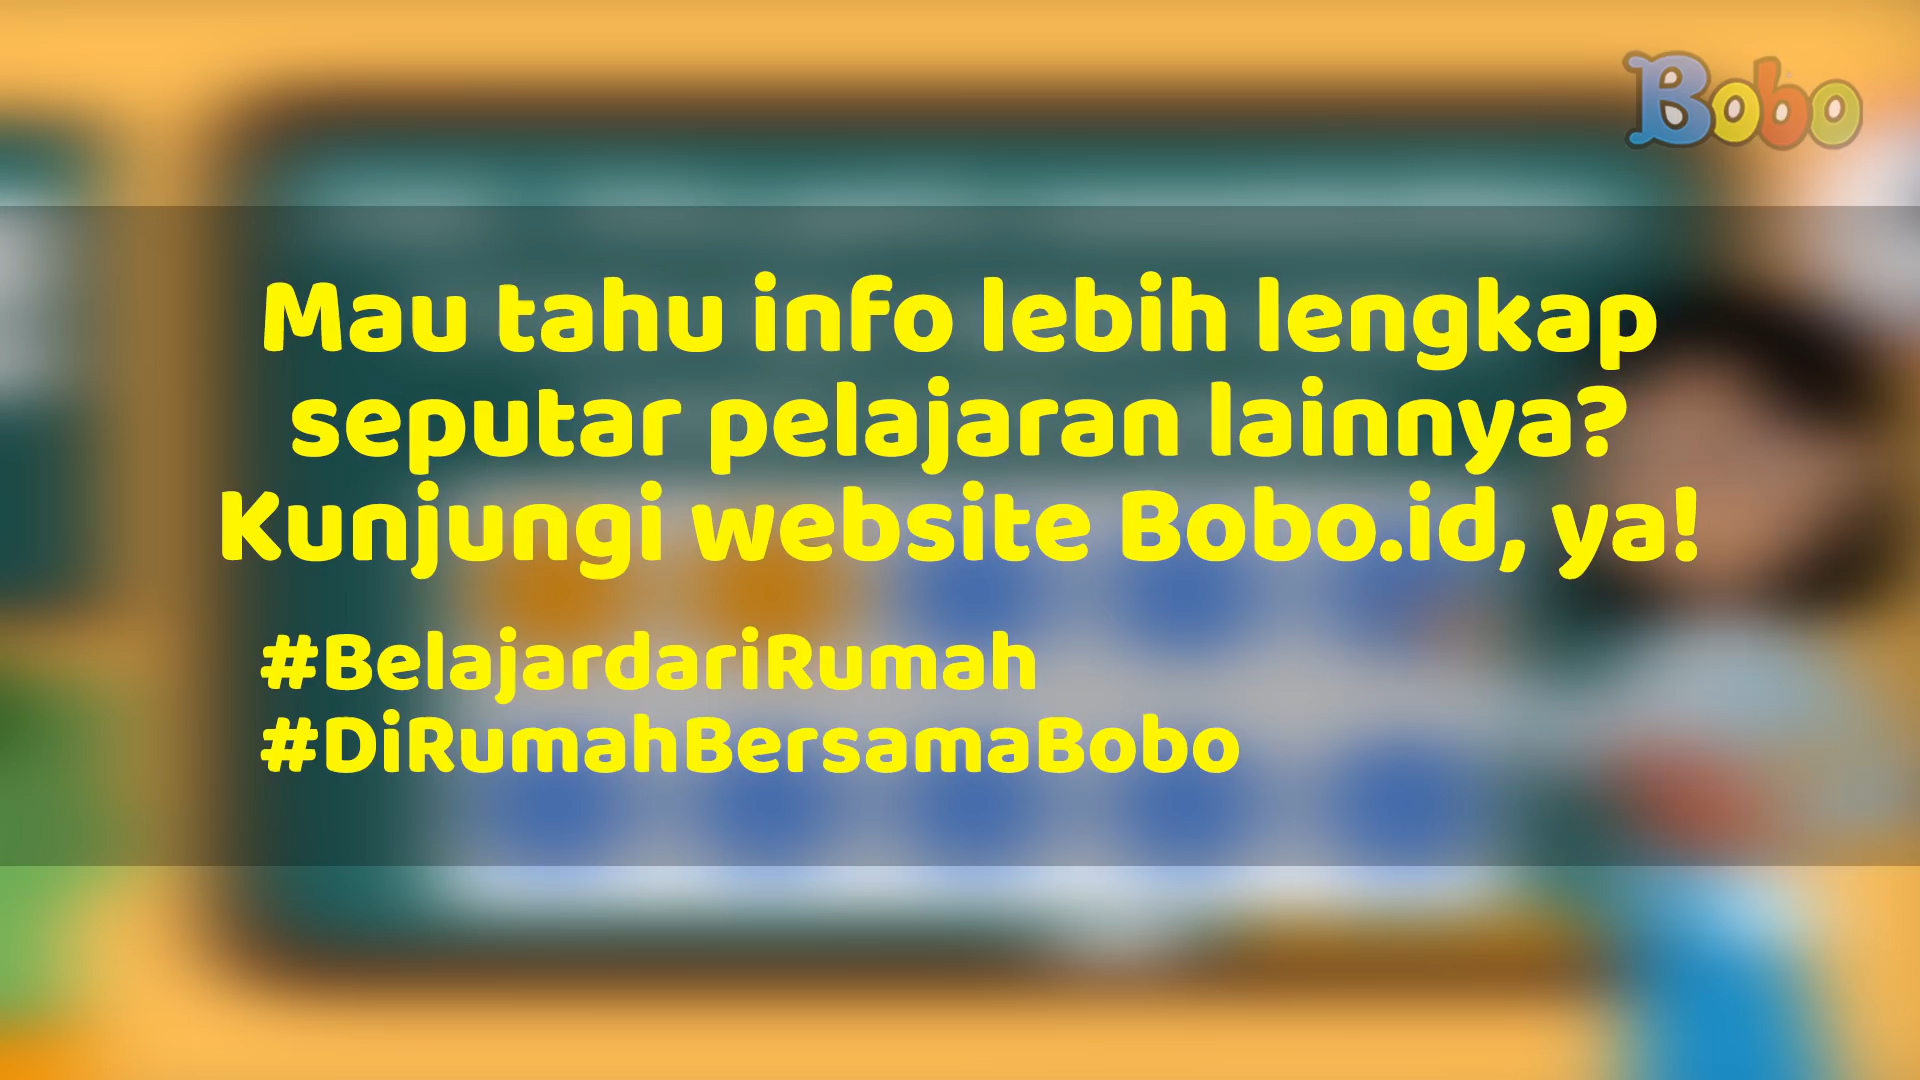 Bobo
Mau tahu info lebih lengkap
seputar pelajaran lainnya?
Kunjungi website Bobo.id, ya!
#BelajardariRumah
#DiRumahBersamaBobo